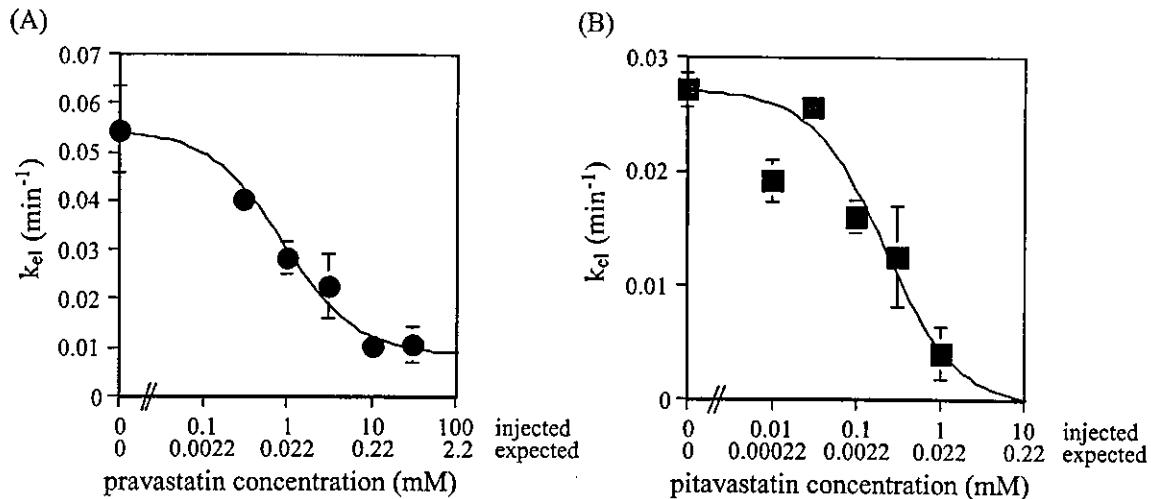 (A)
0.07
0.06
0.05
0.04
0.03
0.02
0.01
0
k_el (min⁻¹)
0 0.1 1 10 100 injected
0 0.0022 0.022 0.22 2.2 expected
pravastatin concentration (mM)
(B)
0.03
0.02
0.01
0
k_el (min⁻¹)
0 0.01 0.1 1 10 injected
0 0.00022 0.0022 0.022 0.22 expected
pitavastatin concentration (mM)